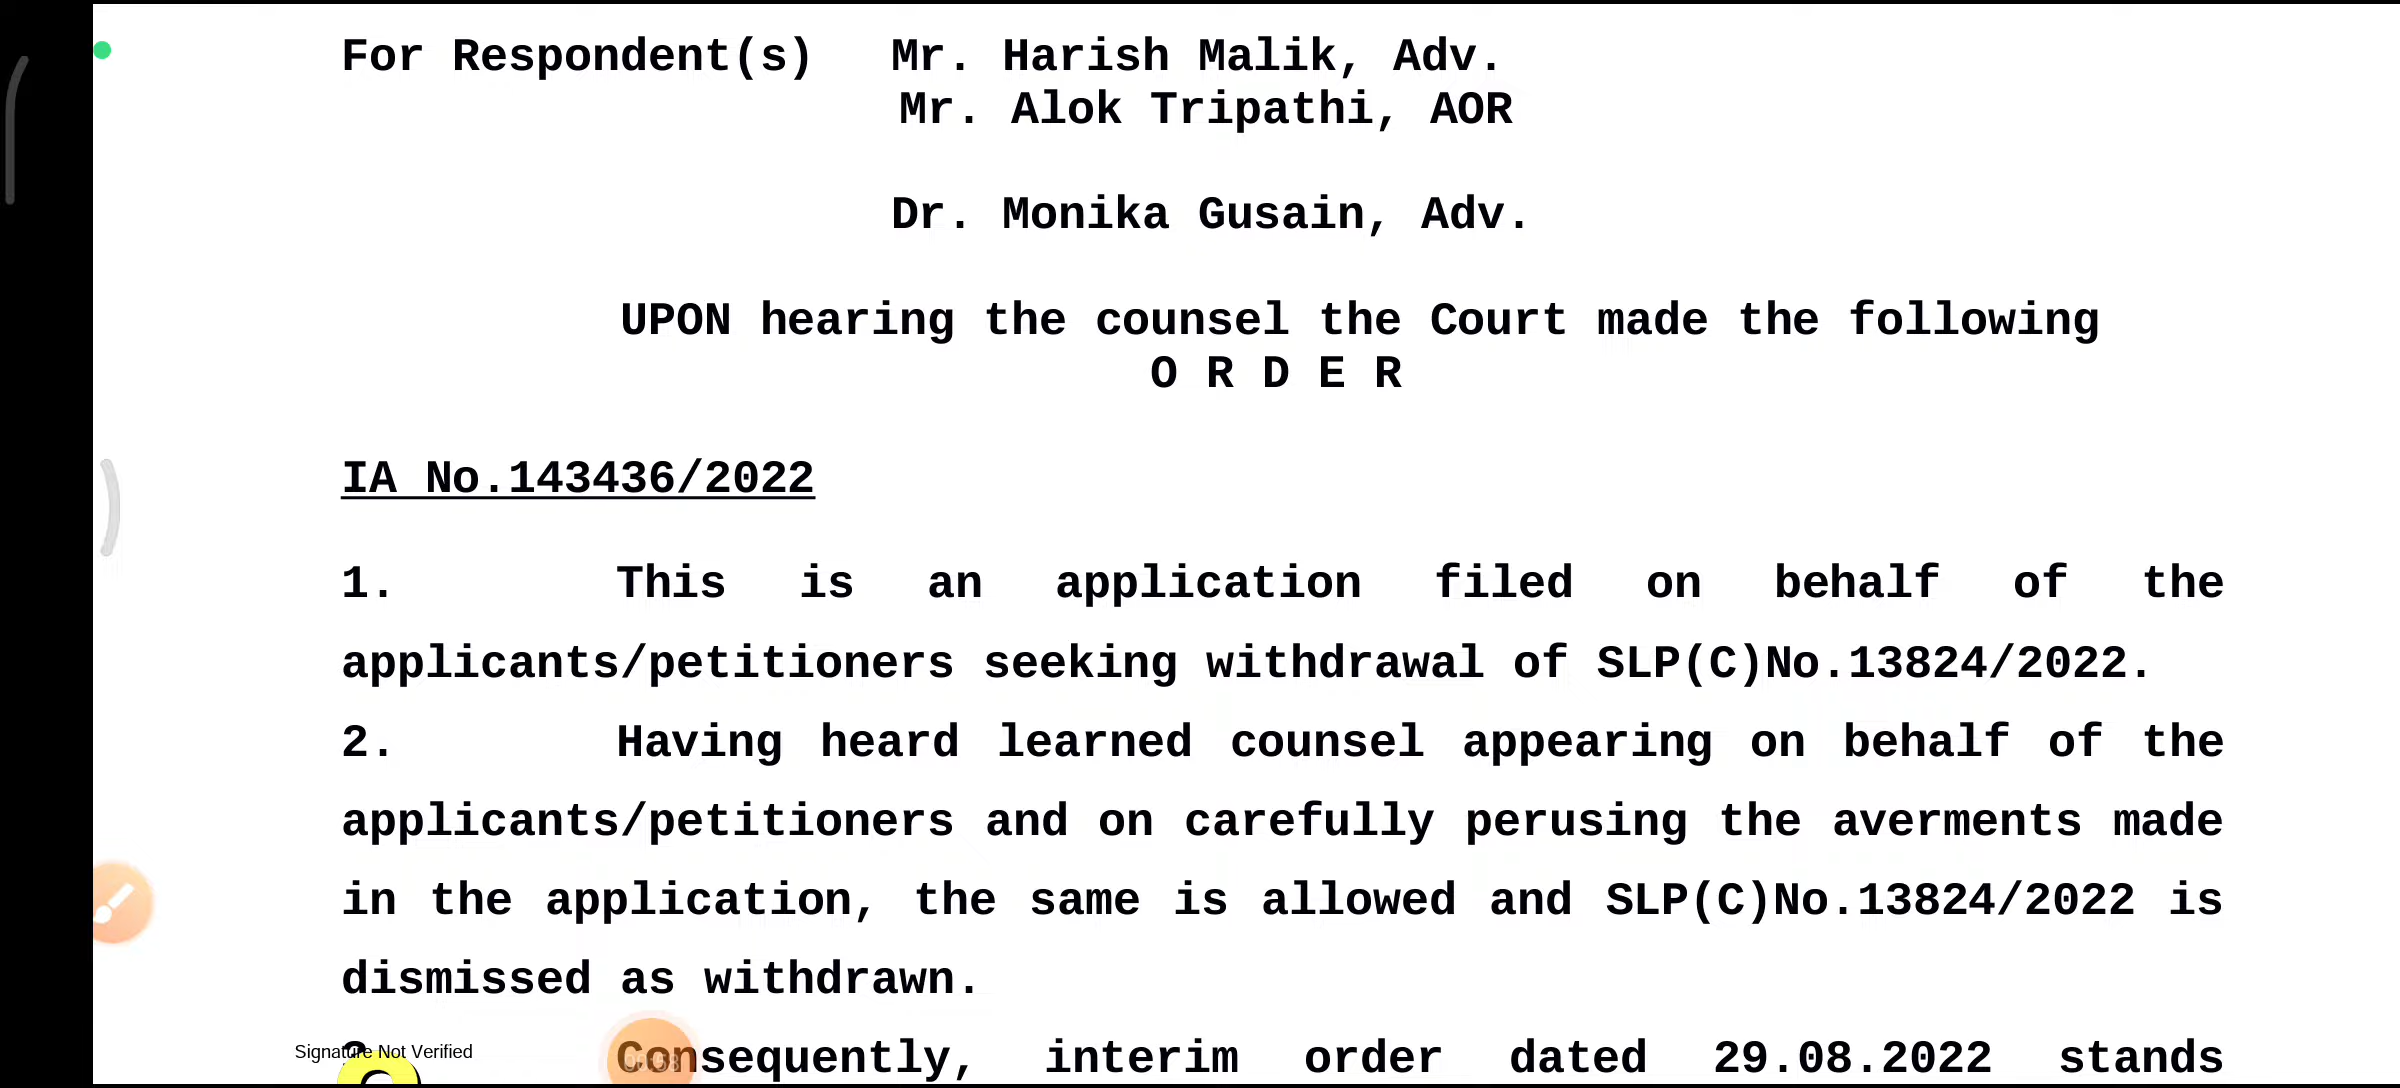 For Respondent(s) Mr. Harish Malik, Adv.
Mr. Alok Tripathi, AOR
Dr. Monika Gusain, Adv.
UPON hearing the counsel the Court made the following
O R D E R
IA No.143436/2022
1. This is an application filed on behalf of the
applicants/petitioners seeking withdrawal of SLP(C)No.13824/2022.
2. Having heard learned counsel appearing on behalf of the
applicants/petitioners and on carefully perusing the averments made
in the application, the same is allowed and SLP(C)No.13824/2022 is
dismissed as withdrawn.
Signature Not Verified
Consequently, interim order dated 29.08.2022 stands